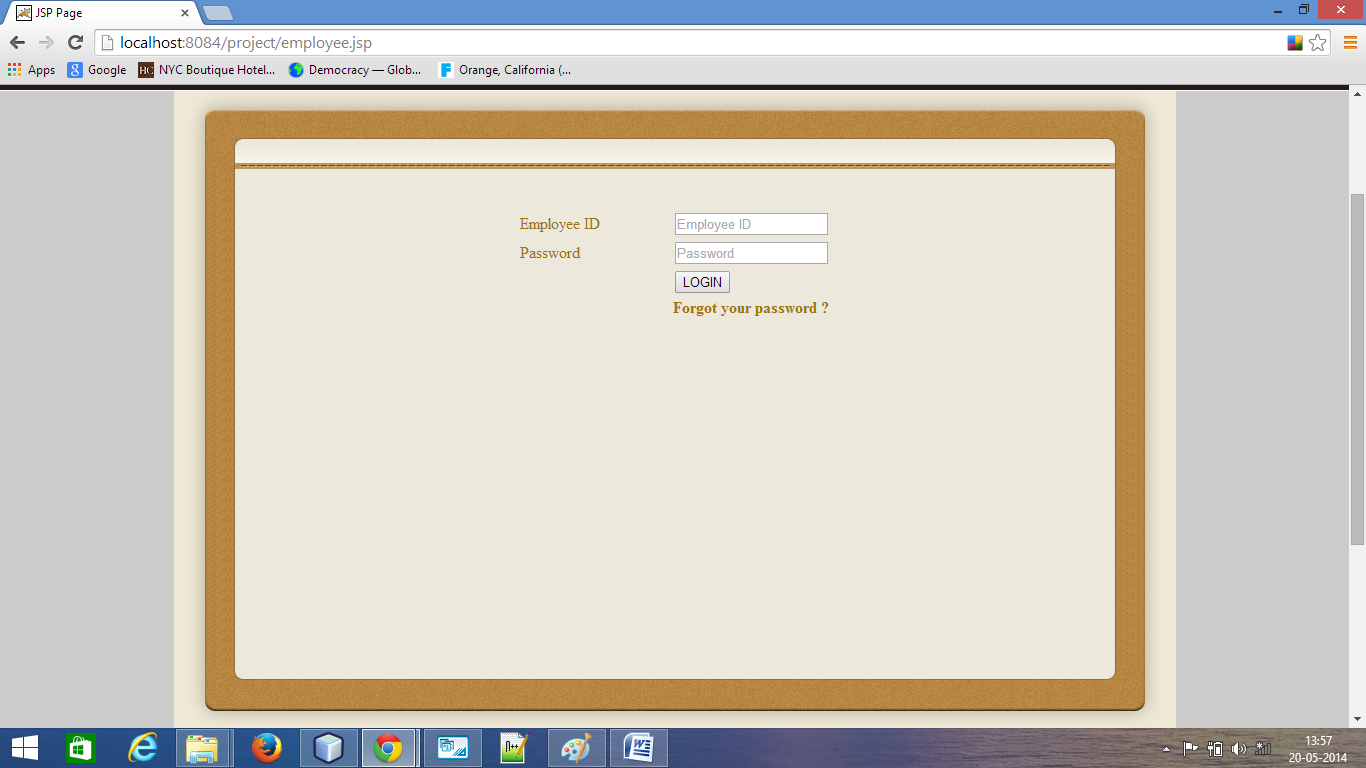 JSP Page
localhost:8084/project/employee.jsp
Apps Google NYC Boutique Hotel... Democracy — Glob... Orange, California (...
Employee ID Employee ID
Password Password
LOGIN
Forgot your password ?
13:57
20-05-2014